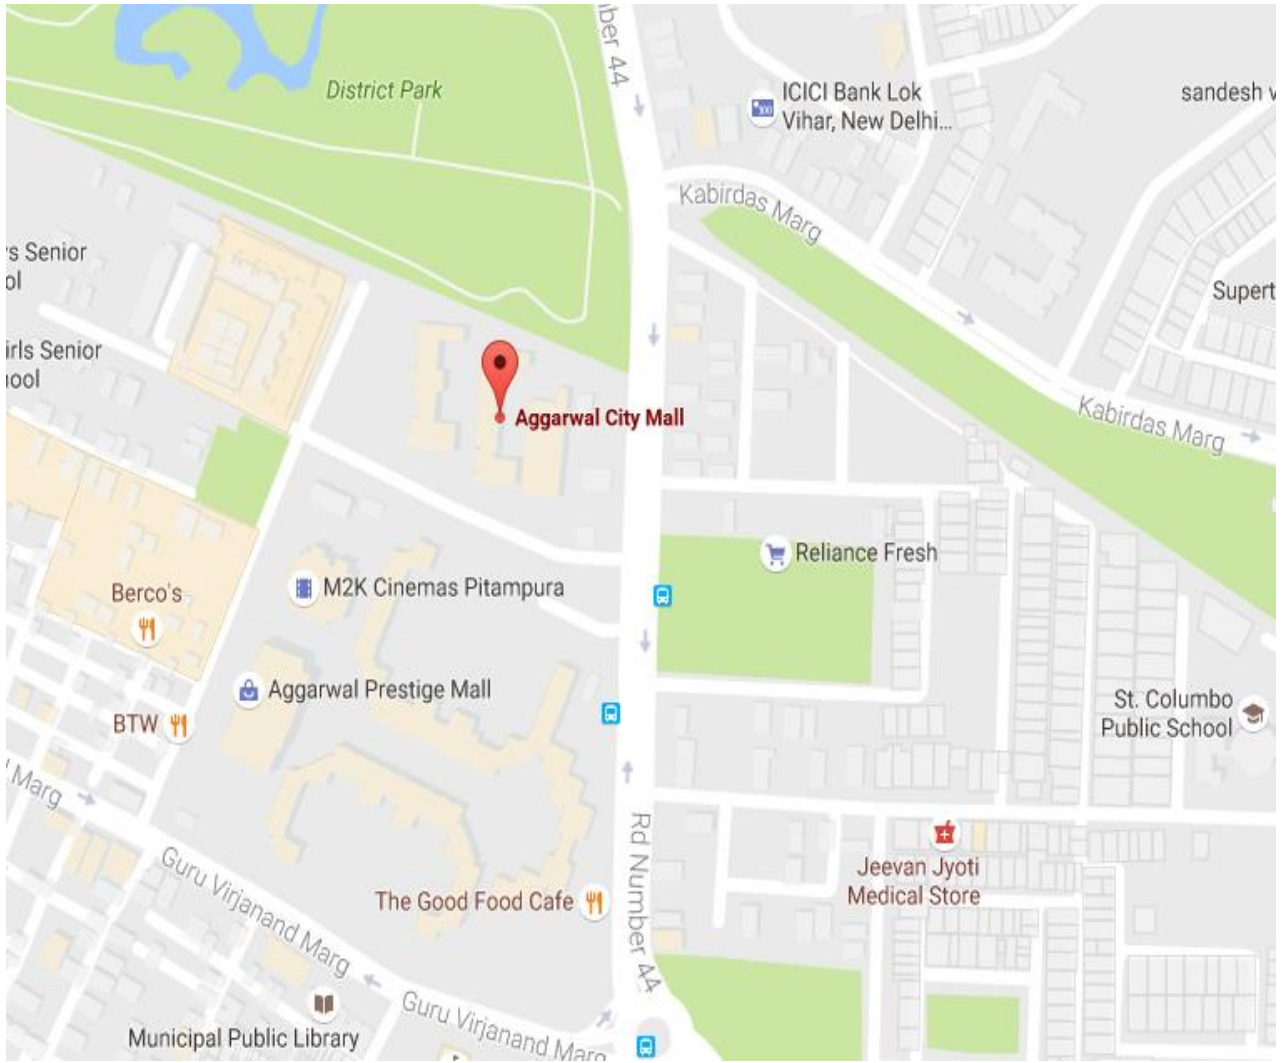 ber 44
District Park
ICICI Bank Lok
Vihar, New Delhi...
sandesh v
Kabirdas Marg
's Senior
ol
Supert
irls Senior
ool
Aggarwal City Mall
Kabirdas Marg
Reliance Fresh
M2K Cinemas Pitampura
Berco's
Aggarwal Prestige Mall
St. Columbo
Public School
BTW
Marg
Rd Number 44
Jeevan Jyoti
Medical Store
Guru Virjanand Marg
The Good Food Cafe
Guru Virjanand Marg
Municipal Public Library